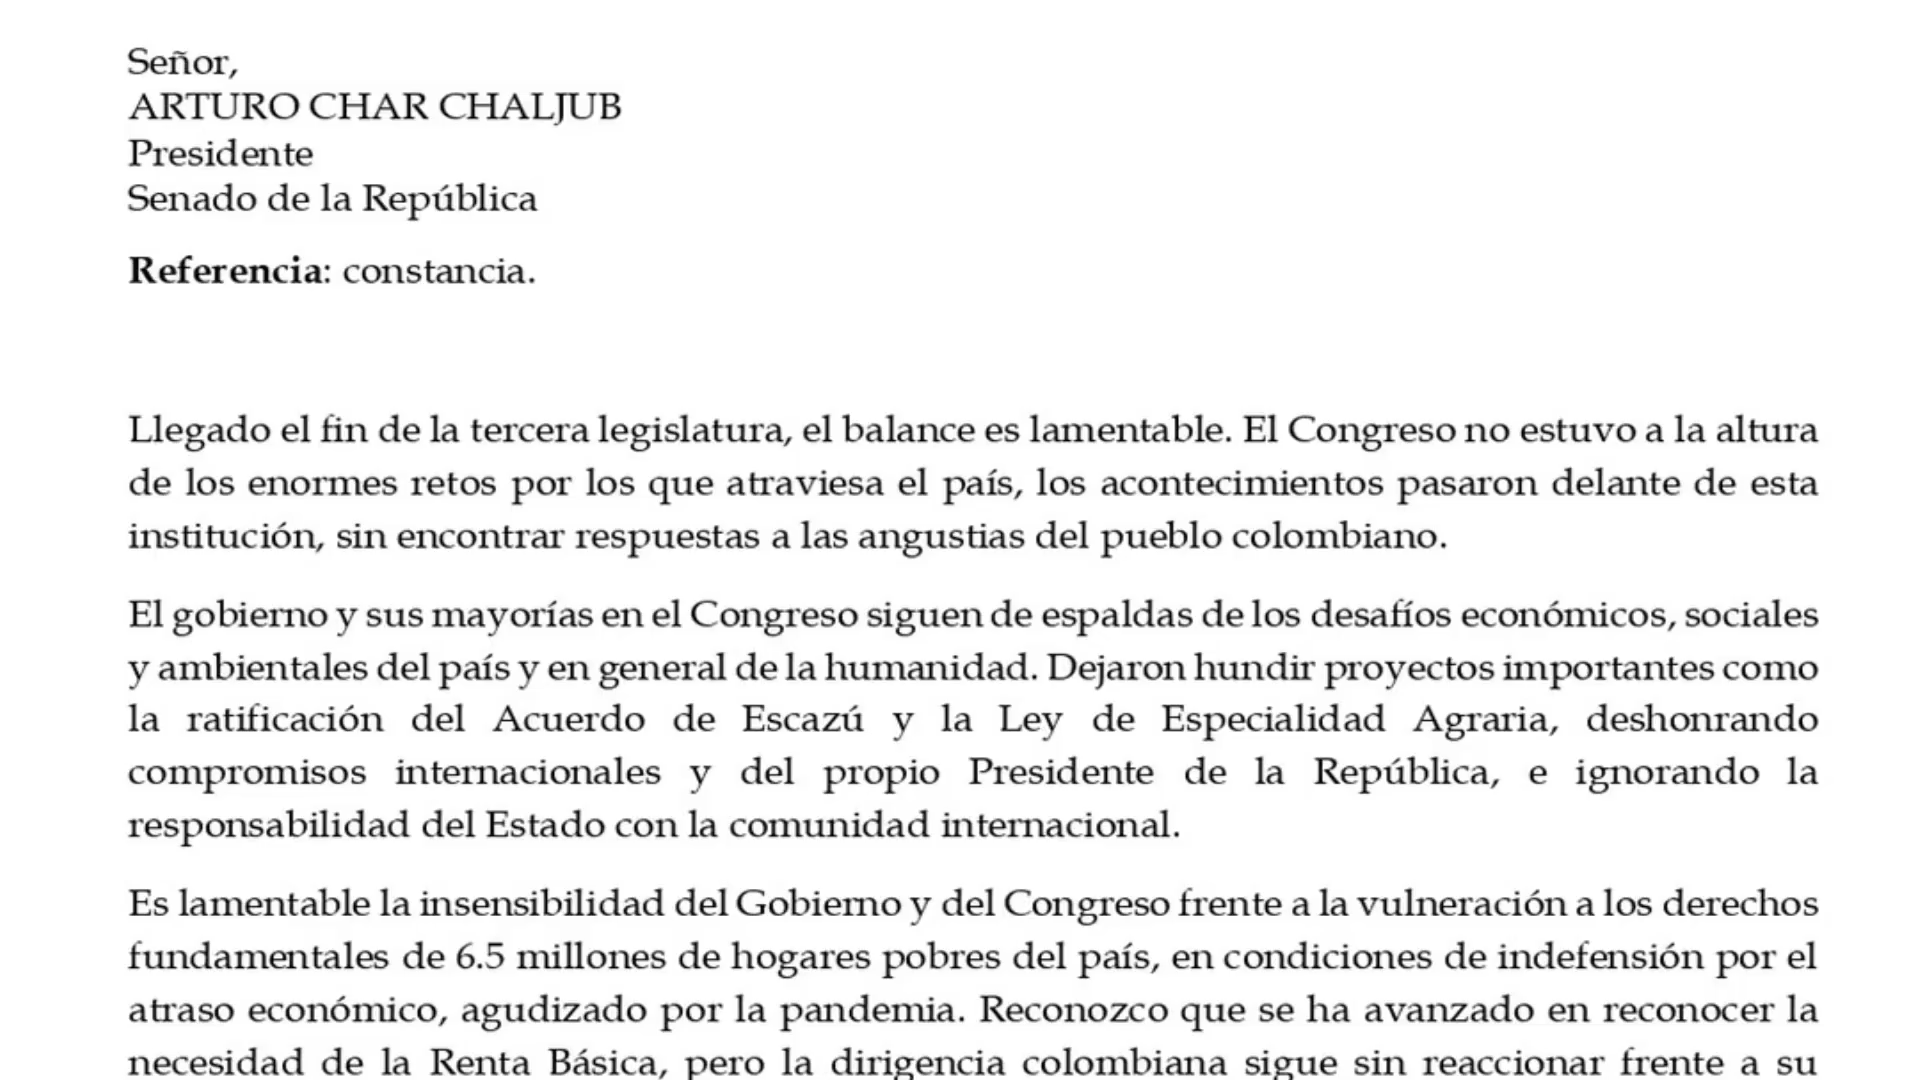 Señor,
ARTURO CHAR CHALJUB
Presidente
Senado de la República
Referencia: constancia.
Llegado el fin de la tercera legislatura, el balance es lamentable. El Congreso no estuvo a la altura
de los enormes retos por los que atraviesa el país, los acontecimientos pasaron delante de esta
institución, sin encontrar respuestas a las angustias del pueblo colombiano.
El gobierno y sus mayorías en el Congreso siguen de espaldas de los desafíos económicos, sociales
y ambientales del país y en general de la humanidad. Dejaron hundir proyectos importantes como
la ratificación del Acuerdo de Escazú y la Ley de Especialidad Agraria, deshonrando
compromisos internacionales y del propio Presidente de la República, e ignorando la
responsabilidad del Estado con la comunidad internacional.
Es lamentable la insensibilidad del Gobierno y del Congreso frente a la vulneración a los derechos
fundamentales de 6.5 millones de hogares pobres del país, en condiciones de indefensión por el
atraso económico, agudizado por la pandemia. Reconozco que se ha avanzado en reconocer la
necesidad de la Renta Básica, pero la dirigencia colombiana sigue sin reaccionar frente a su